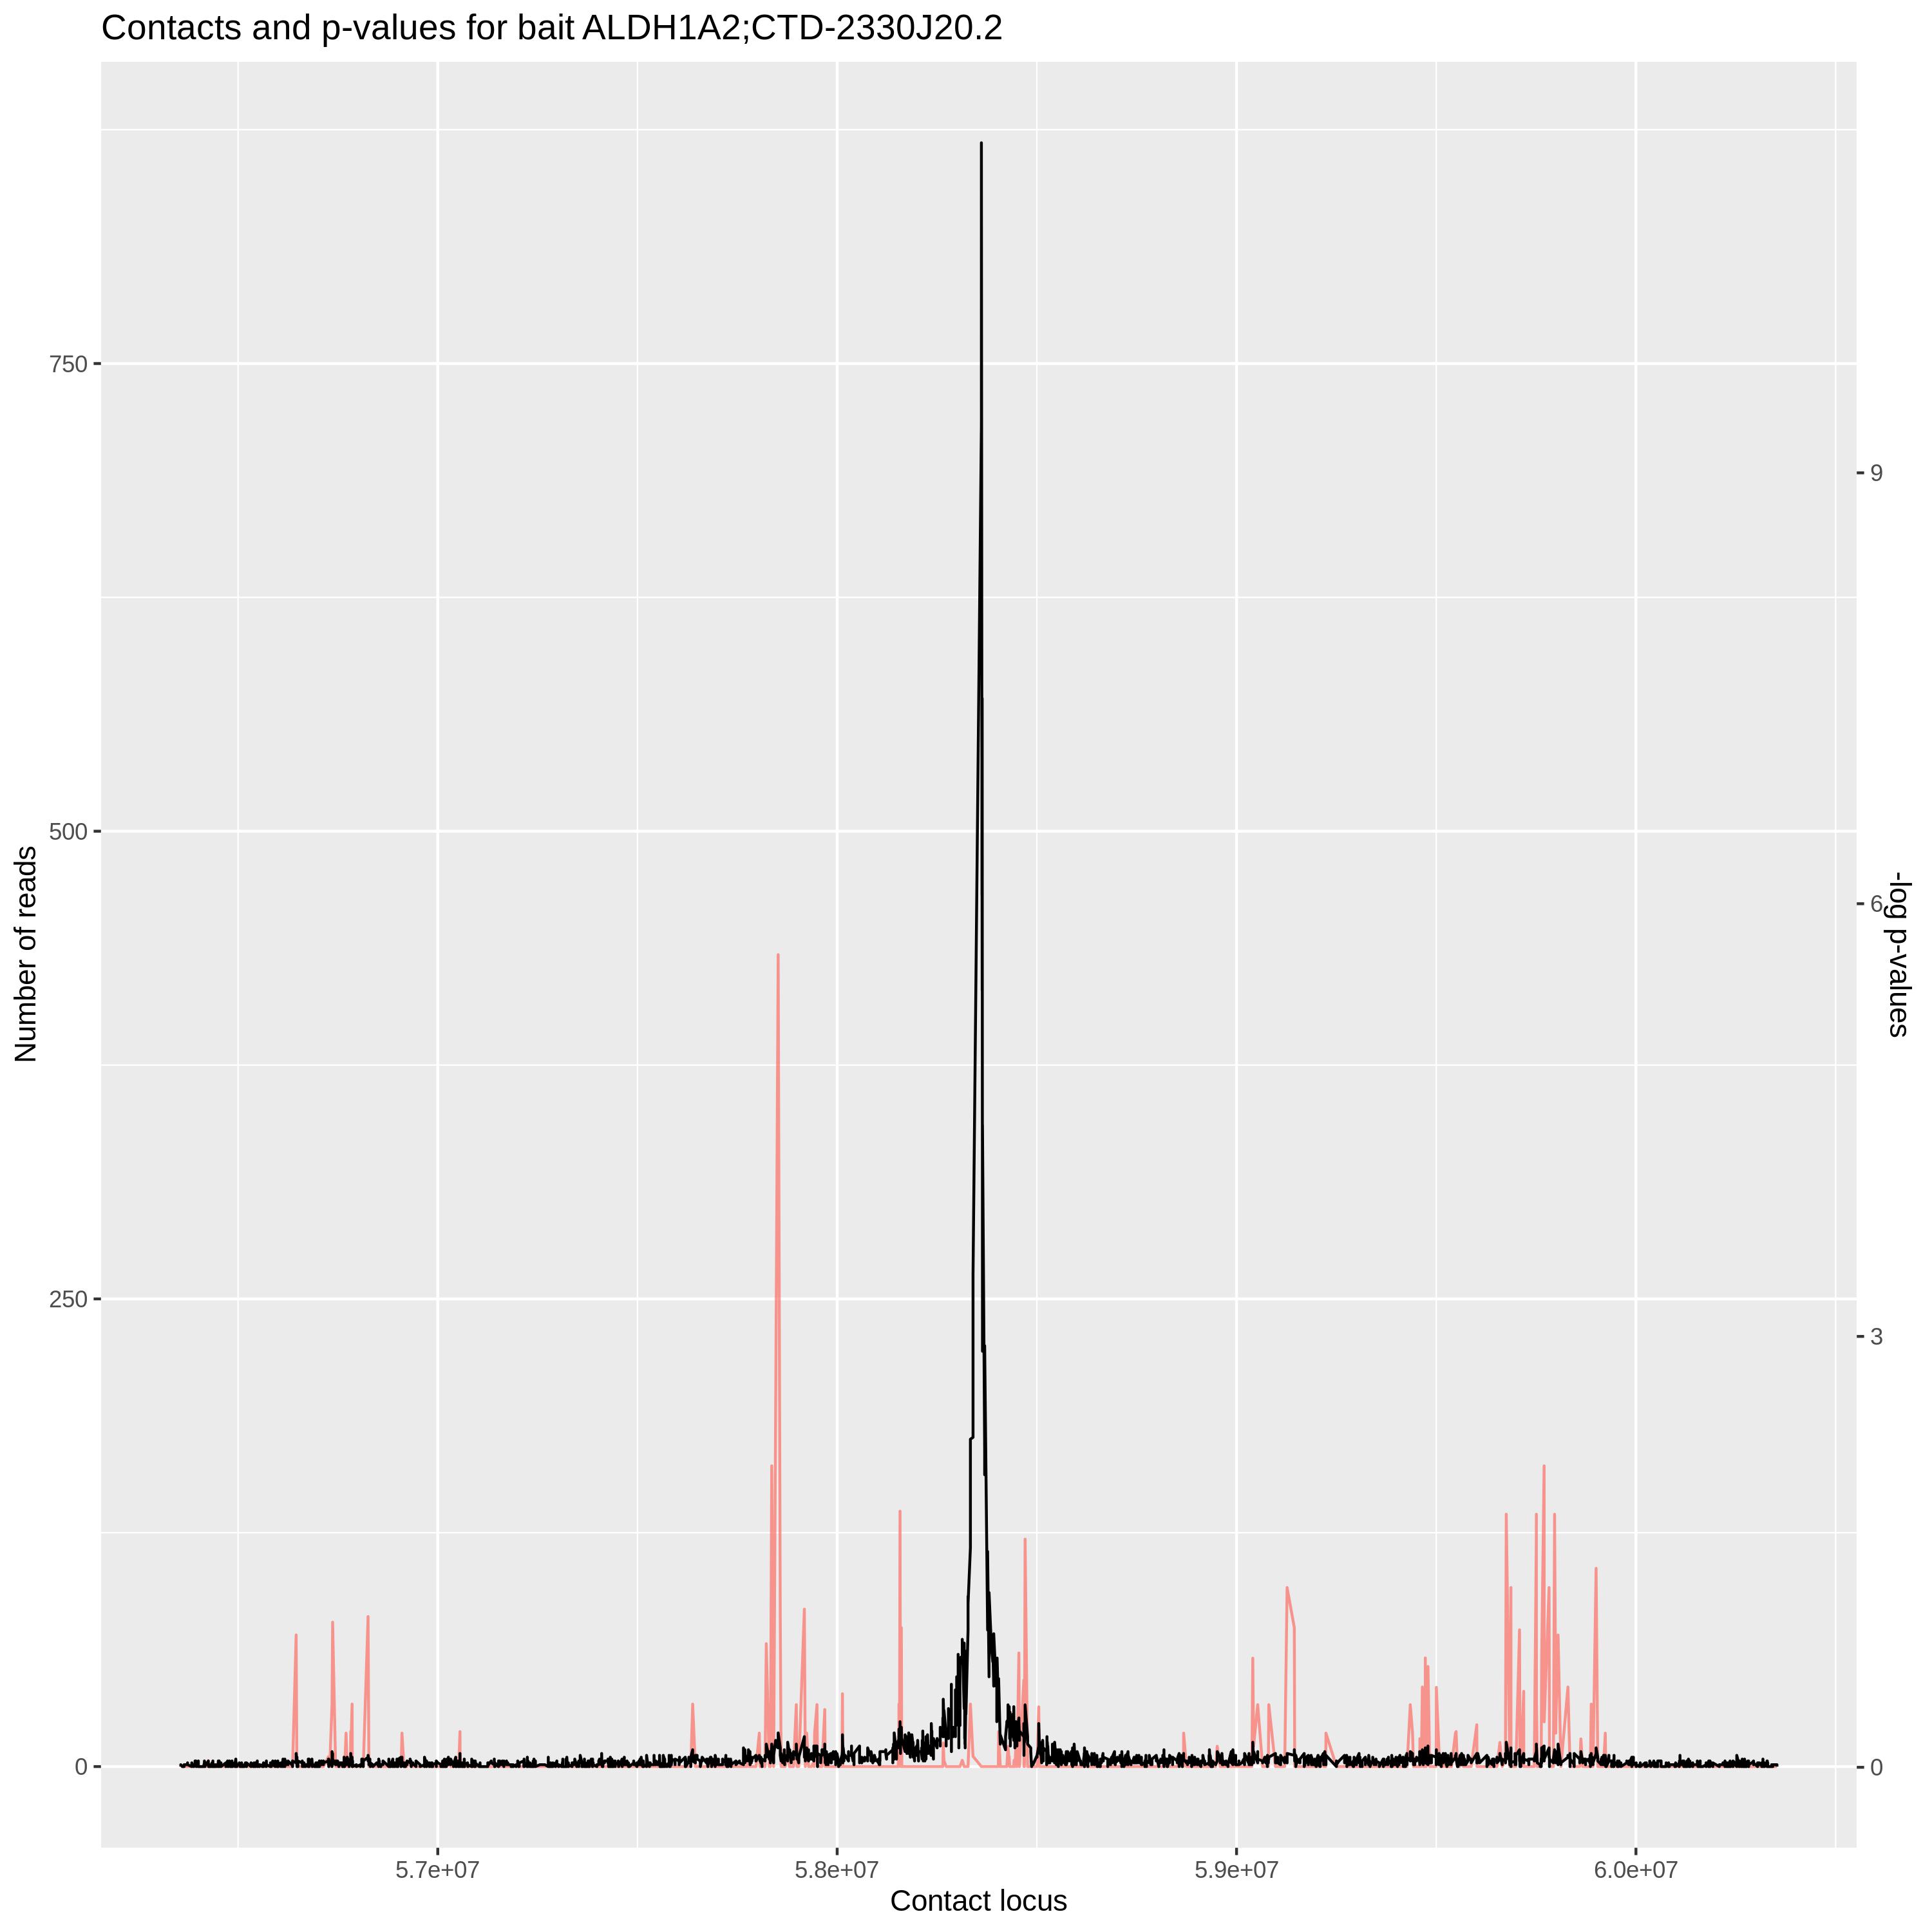 Contacts and p-values for bait ALDH1A2;CTD-2330J20.2
750
500
250
0
Number of reads
9
6
3
0
-log p-values
5.7e+07
5.8e+07
5.9e+07
6.0e+07
Contact locus